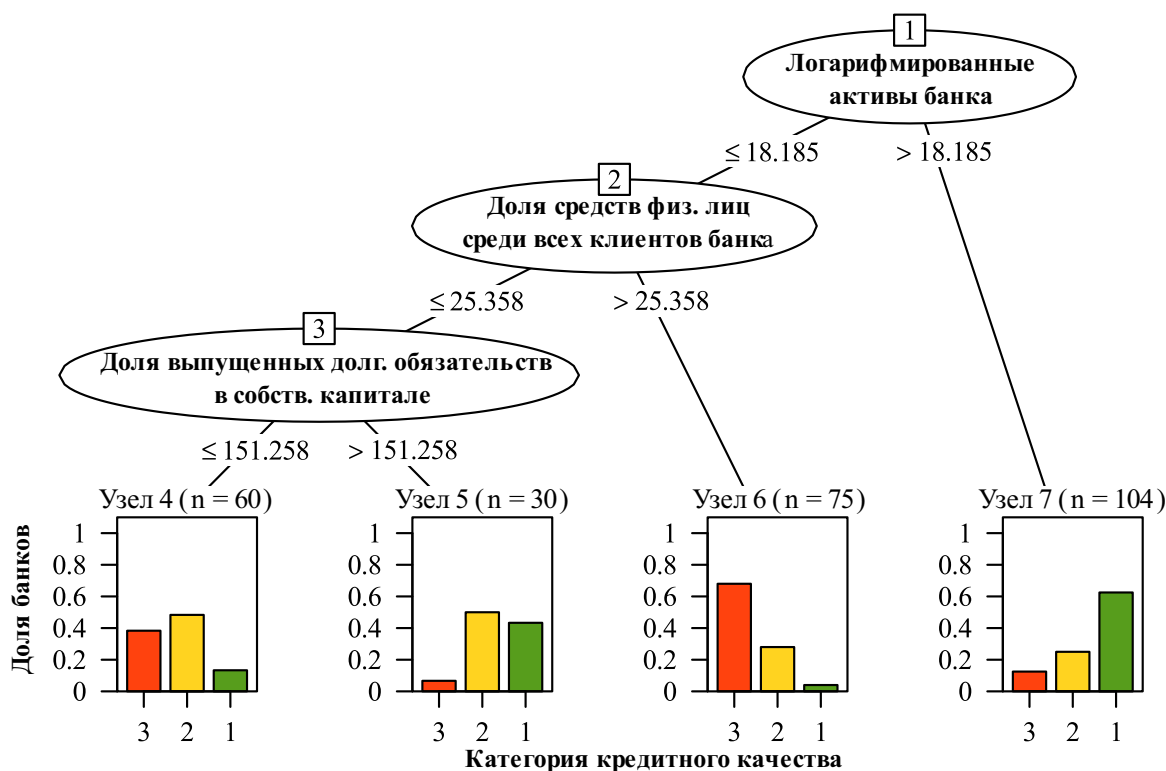 1
Логарифмированные
активы банка
≤ 18.185
> 18.185
2
Доля средств физ. лиц
среди всех клиентов банка
≤ 25.358
> 25.358
3
Доля выпущенных долг. обязательств
в собств. капитале
≤ 151.258
> 151.258
Узел 4 (n = 60)
Узел 5 (n = 30)
Узел 6 (n = 75)
Узел 7 (n = 104)
Доля банков
1
0.8
0.6
0.4
0.2
0
3 2 1
1
0.8
0.6
0.4
0.2
0
3 2 1
1
0.8
0.6
0.4
0.2
0
3 2 1
1
0.8
0.6
0.4
0.2
0
3 2 1
Категория кредитного качества